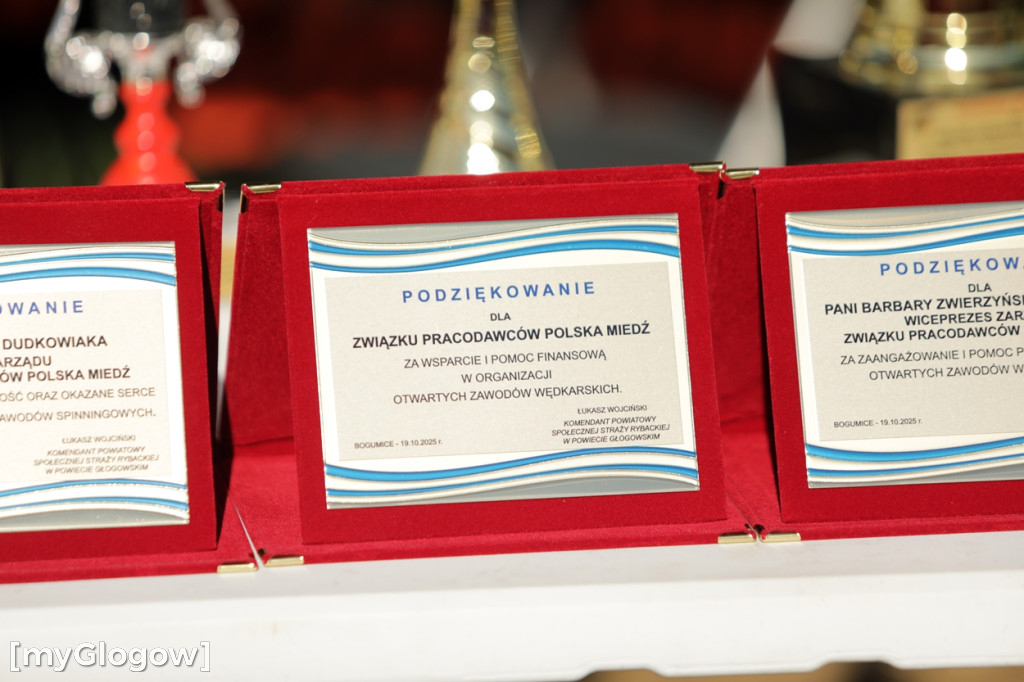 OWANIE
DUDKOWIAKA
ARZĄDU
ÓW POLSKA MIEDŹ
OŚĆ ORAZ OKAZANE SERCE
AWODÓW SPINNINGOWYCH.
ŁUKASZ WOJCIŃSKI
KOMENDANT POWIATOWY
SPOŁECZNEJ STRAŻY RYBACKIEJ
W POWIECIE GŁOGOWSKIM
PODZIĘKOWANIE
DLA
ZWIĄZKU PRACODAWCÓW POLSKA MIEDŹ
ZA WSPARCIE I POMOC FINANSOWĄ
W ORGANIZACJI
OTWARTYCH ZAWODÓW WĘDKARSKICH.
ŁUKASZ WOJCIŃSKI
KOMENDANT POWIATOWY
SPOŁECZNEJ STRAŻY RYBACKIEJ
W POWIECIE GŁOGOWSKIM
BOGUMICE - 19.10.2025 r.
PODZIĘKOWA
DLA
PANI BARBARY ZWIERZYŃSK
WICEPREZES ZARZ
ZWIĄZKU PRACODAWCÓW
ZA ZAANGAŻOWANIE I POMOC P
OTWARTYCH ZAWODÓW W
BOGUMICE - 19.10.2025 r.
[myGlogow]